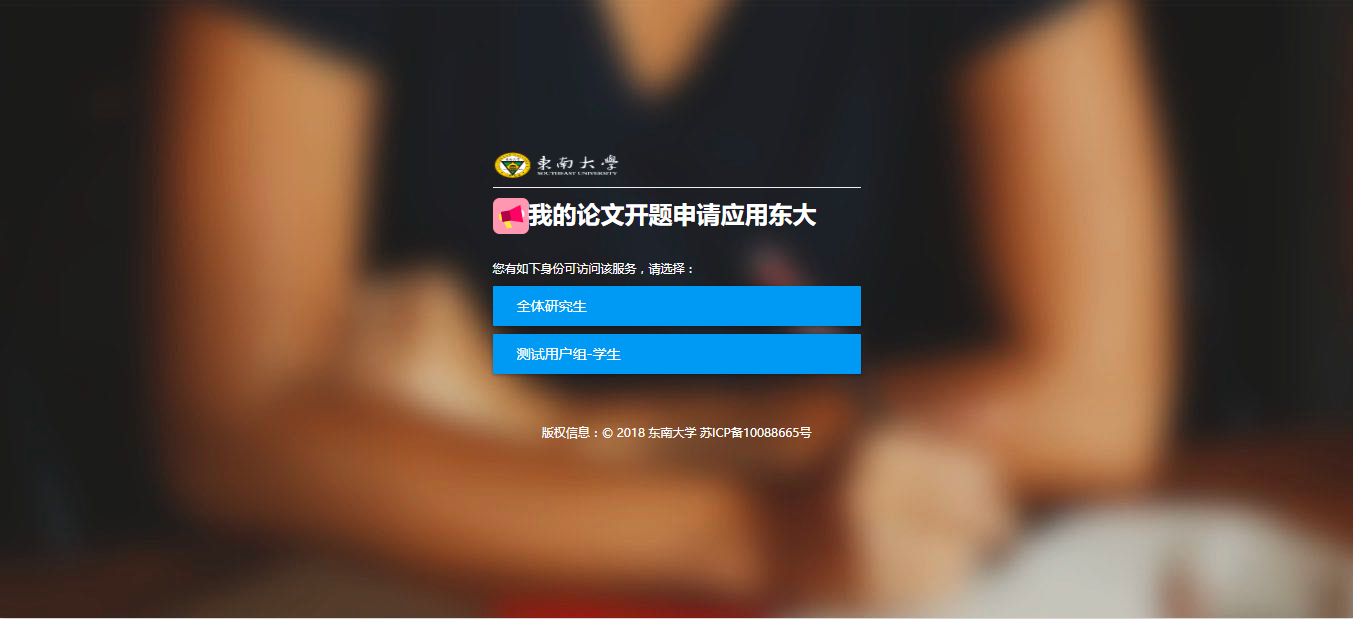 東南大學
SOUTHEAST UNIVERSITY
我的论文开题申请应用东大
您有如下身份可访问该服务，请选择：
全体研究生
测试用户组-学生
版权信息：© 2018 东南大学 苏ICP备10088665号